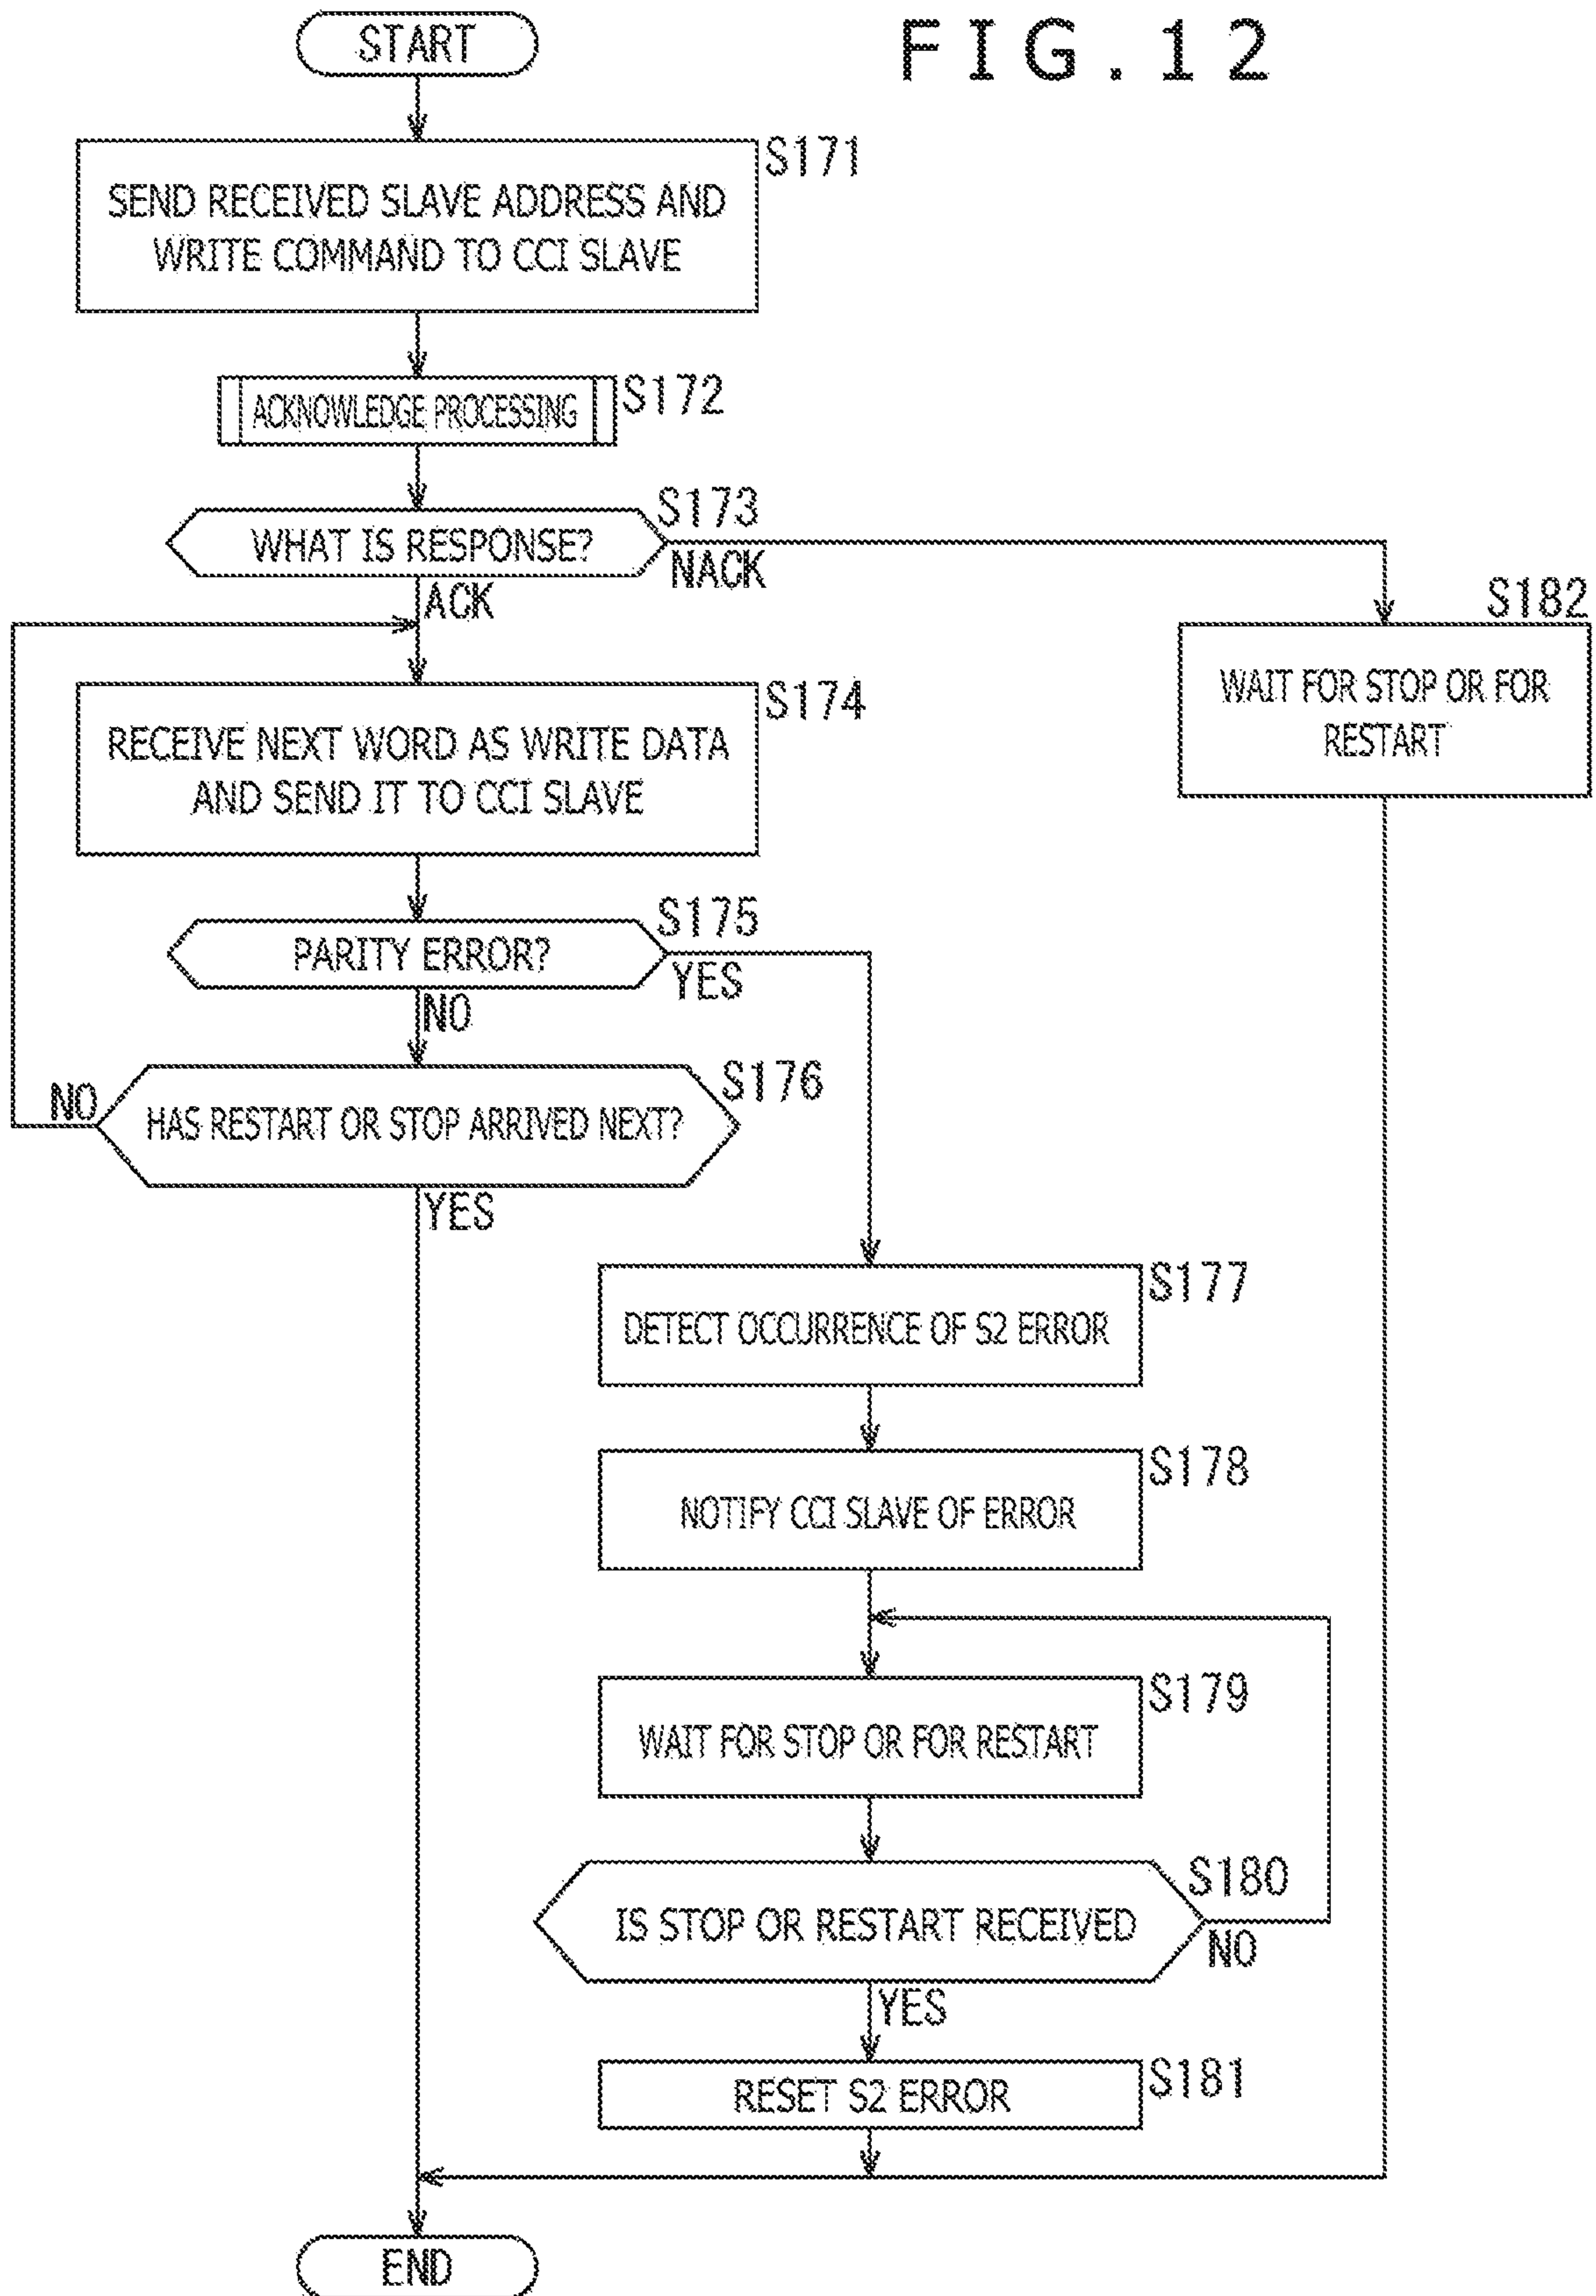 FIG.12
START
S171
SEND RECEIVED SLAVE ADDRESS AND
WRITE COMMAND TO CCI SLAVE
S172
ACKNOWLEDGE PROCESSING
S173
WHAT IS RESPONSE?
NACK
ACK
S182
WAIT FOR STOP OR FOR
RESTART
S174
RECEIVE NEXT WORD AS WRITE DATA
AND SEND IT TO CCI SLAVE
S175
PARITY ERROR?
YES
NO
S176
NO
HAS RESTART OR STOP ARRIVED NEXT?
YES
S177
DETECT OCCURRENCE OF S2 ERROR
S178
NOTIFY CCI SLAVE OF ERROR
S179
WAIT FOR STOP OR FOR RESTART
S180
IS STOP OR RESTART RECEIVED
NO
YES
S181
RESET S2 ERROR
END